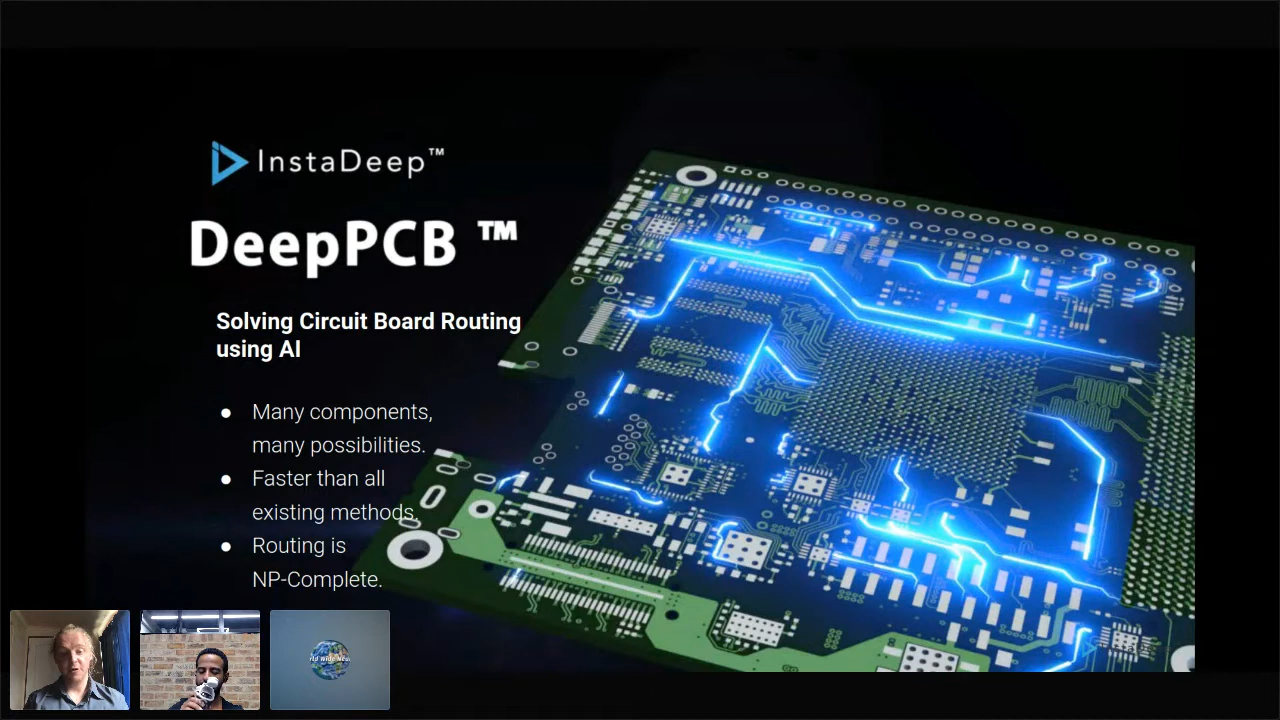 InstaDeep™
DeepPCB ™
Solving Circuit Board Routing
using AI
● Many components,
many possibilities.
● Faster than all
existing methods.
● Routing is
NP-Complete.